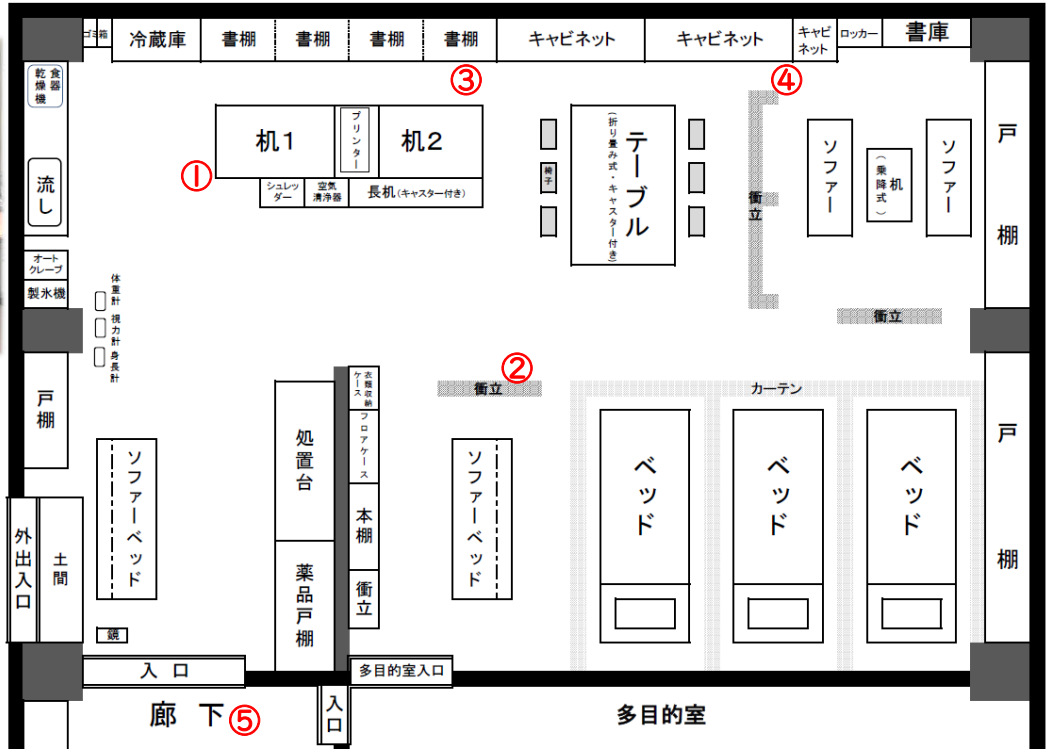 ゴミ箱
冷蔵庫
書棚
書棚
書棚
書棚
キャビネット
キャビネット
キャビネット
ロッカー
書庫
食器乾燥機
③
④
机1
プリンター
机2
テーブル
(折り畳み式・キャスター付き)
椅子
衝立
ソファー
机
(乗降式)
ソファー
戸棚
①
流し
シュレッダー
空気清浄器
長机(キャスター付き)
オートクレーブ
製氷機
体重計
視力計
身長計
衝立
②
戸棚
衣類収納ケース
衝立
カーテン
戸棚
処置台
フロアケース
ソファーベッド
ソファーベッド
ベッド
ベッド
ベッド
本棚
外出入口
土間
薬品戸棚
衝立
鏡
入口
多目的室入口
廊下
⑤
入口
多目的室